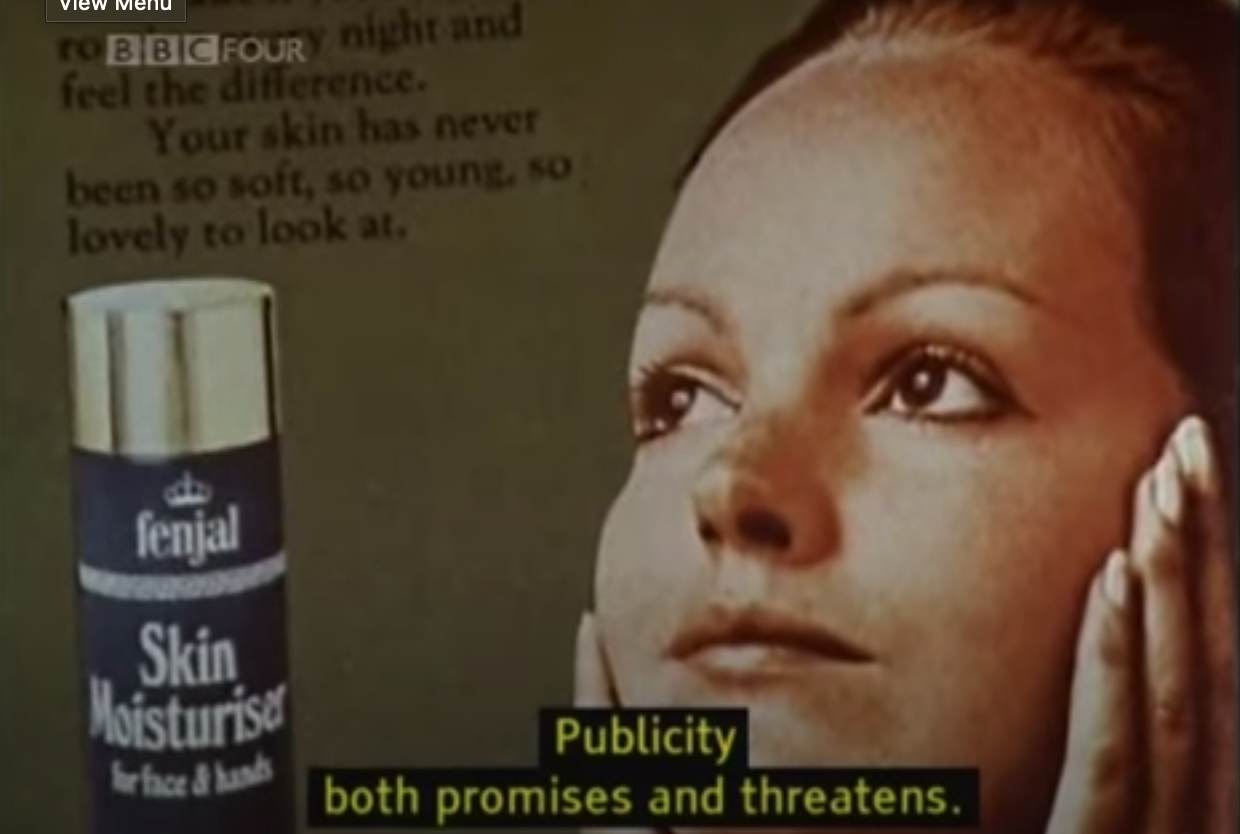 View Menu
BBC FOUR
night and
feel the difference.
Your skin has never
been so soft, so young, so
lovely to look at.
fenjal
Skin
Moisturiser
for face & hands
Publicity
both promises and threatens.